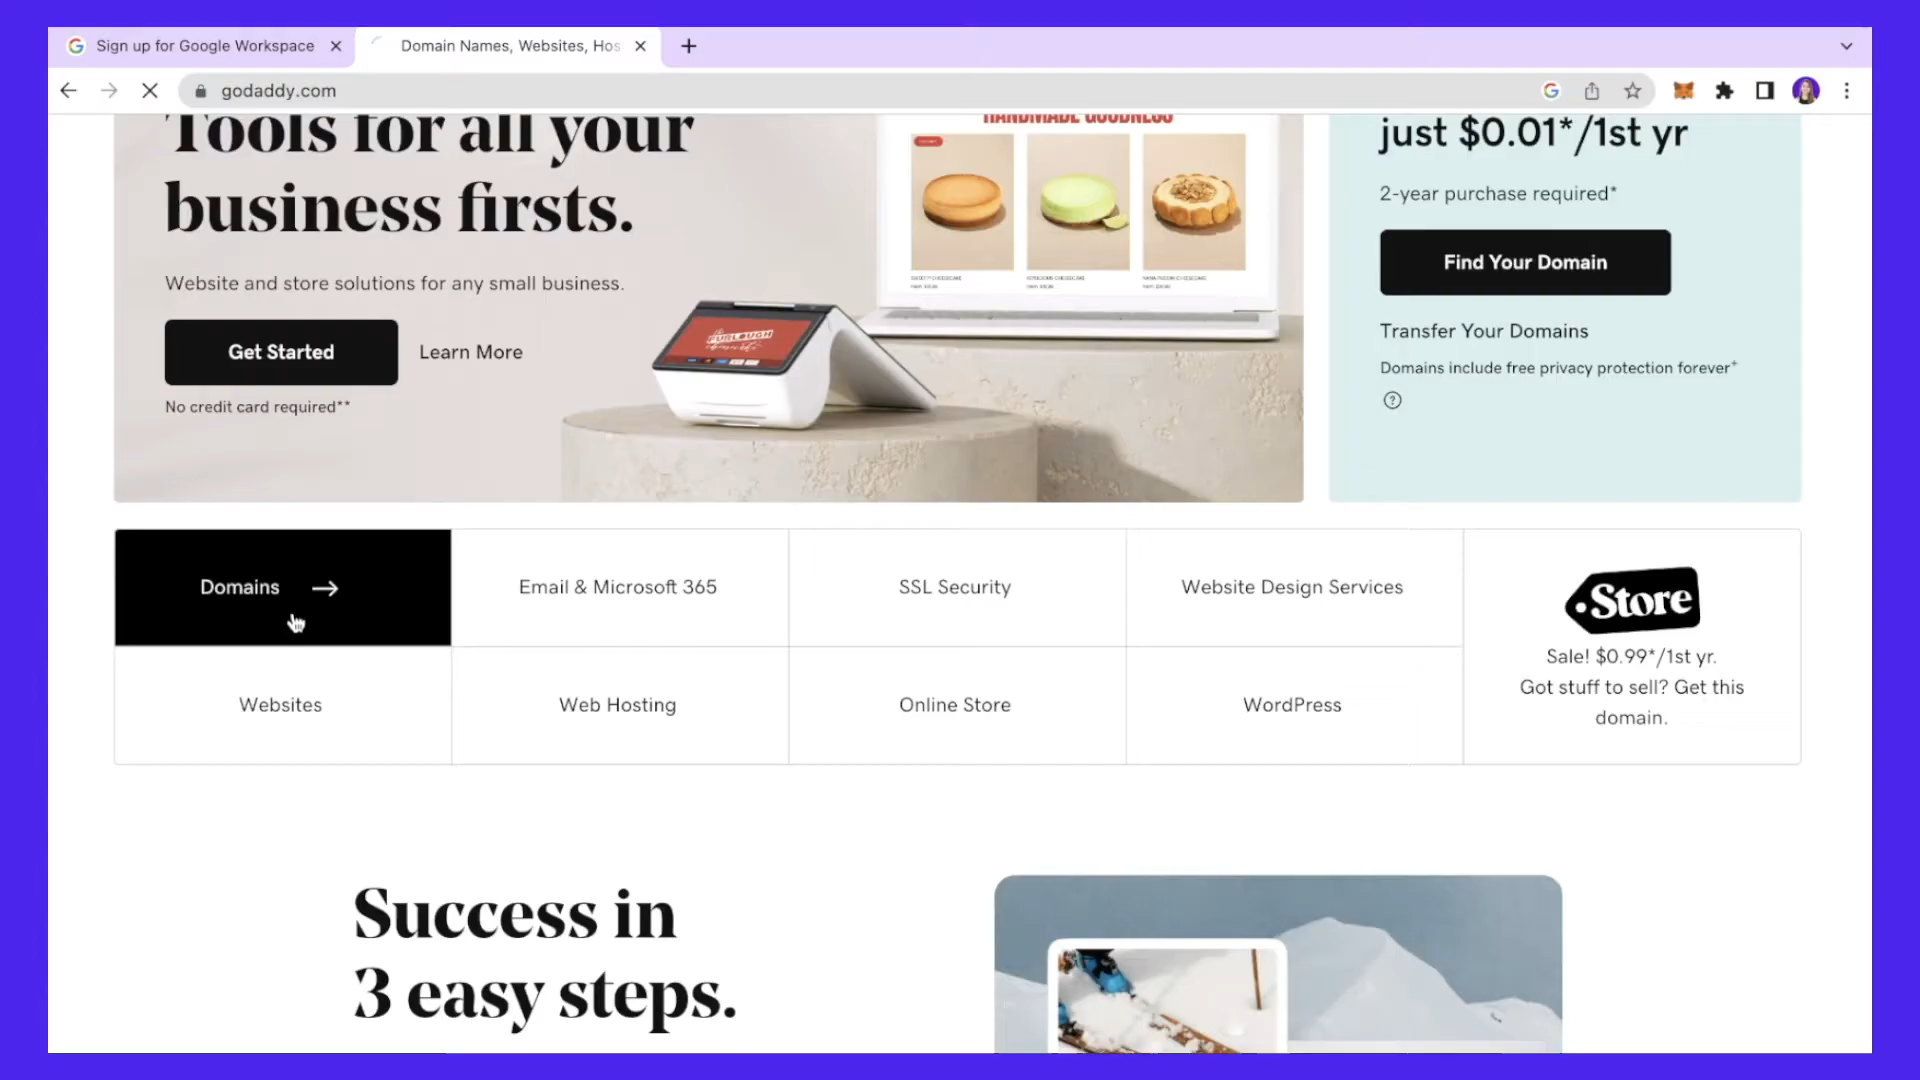 Sign up for Google Workspace
Domain Names, Websites, Hos
godaddy.com
Tools for all your
business firsts.
Website and store solutions for any small business.
Get Started
Learn More
No credit card required**
HANDMADE GOODNESS
just $0.01*/1st yr
2-year purchase required*
Find Your Domain
Transfer Your Domains
Domains include free privacy protection forever+
?
Domains →
Email & Microsoft 365
SSL Security
Website Design Services
Store
Sale! $0.99*/1st yr.
Got stuff to sell? Get this
domain.
Websites
Web Hosting
Online Store
WordPress
Success in
3 easy steps.